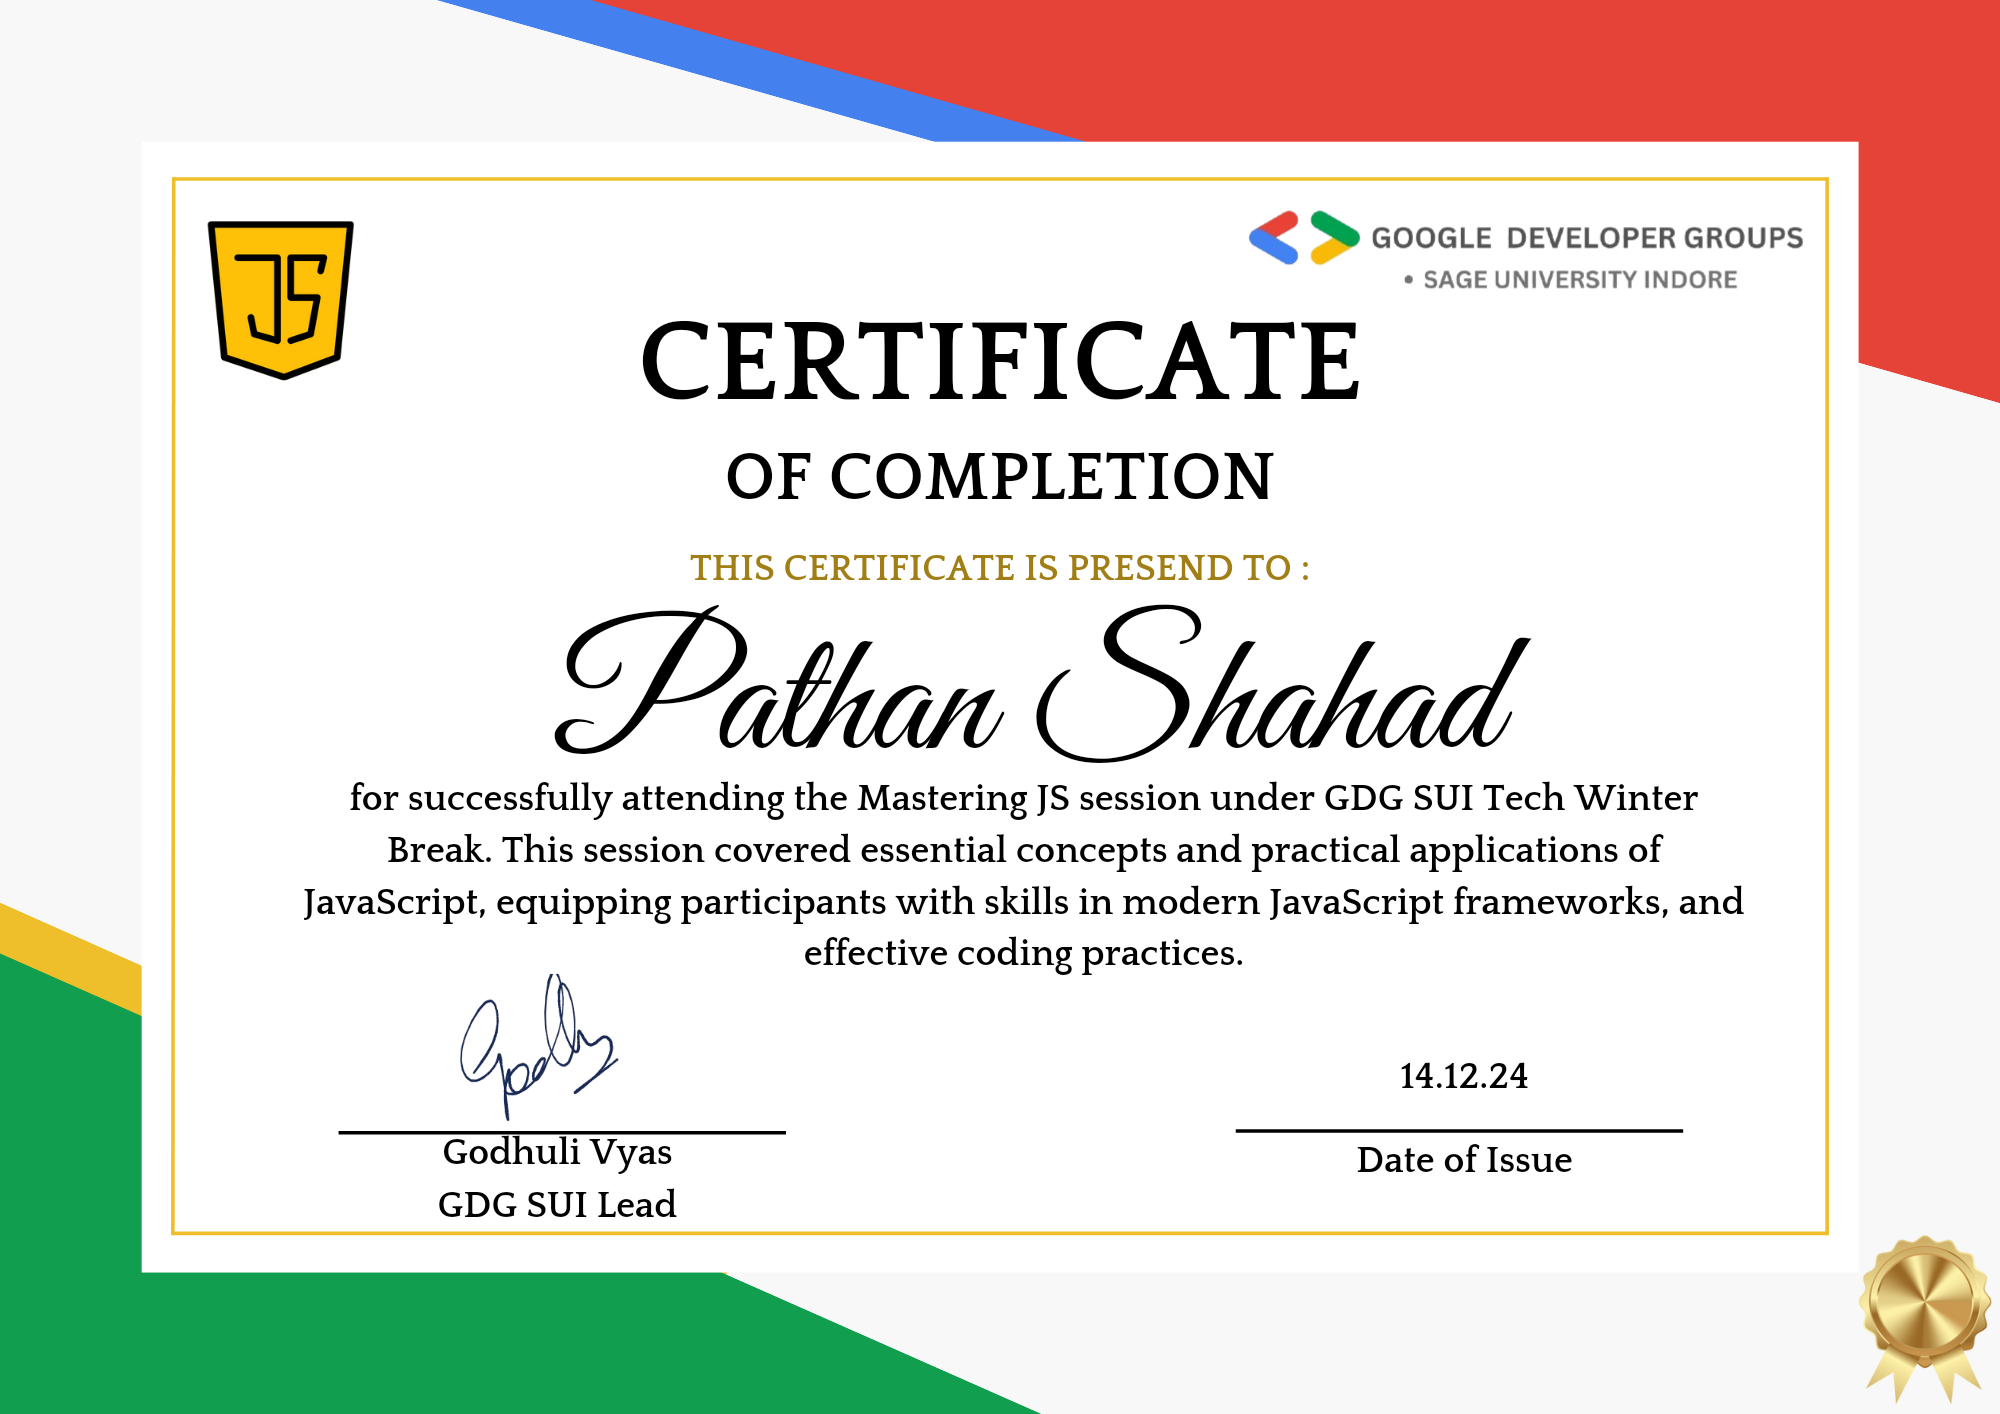 JS
GOOGLE DEVELOPER GROUPS
• SAGE UNIVERSITY INDORE
CERTIFICATE
OF COMPLETION
THIS CERTIFICATE IS PRESEND TO :
Pathan Shahad
for successfully attending the Mastering JS session under GDG SUI Tech Winter
Break. This session covered essential concepts and practical applications of
JavaScript, equipping participants with skills in modern JavaScript frameworks, and
effective coding practices.
14.12.24
Godhuli Vyas
GDG SUI Lead
Date of Issue